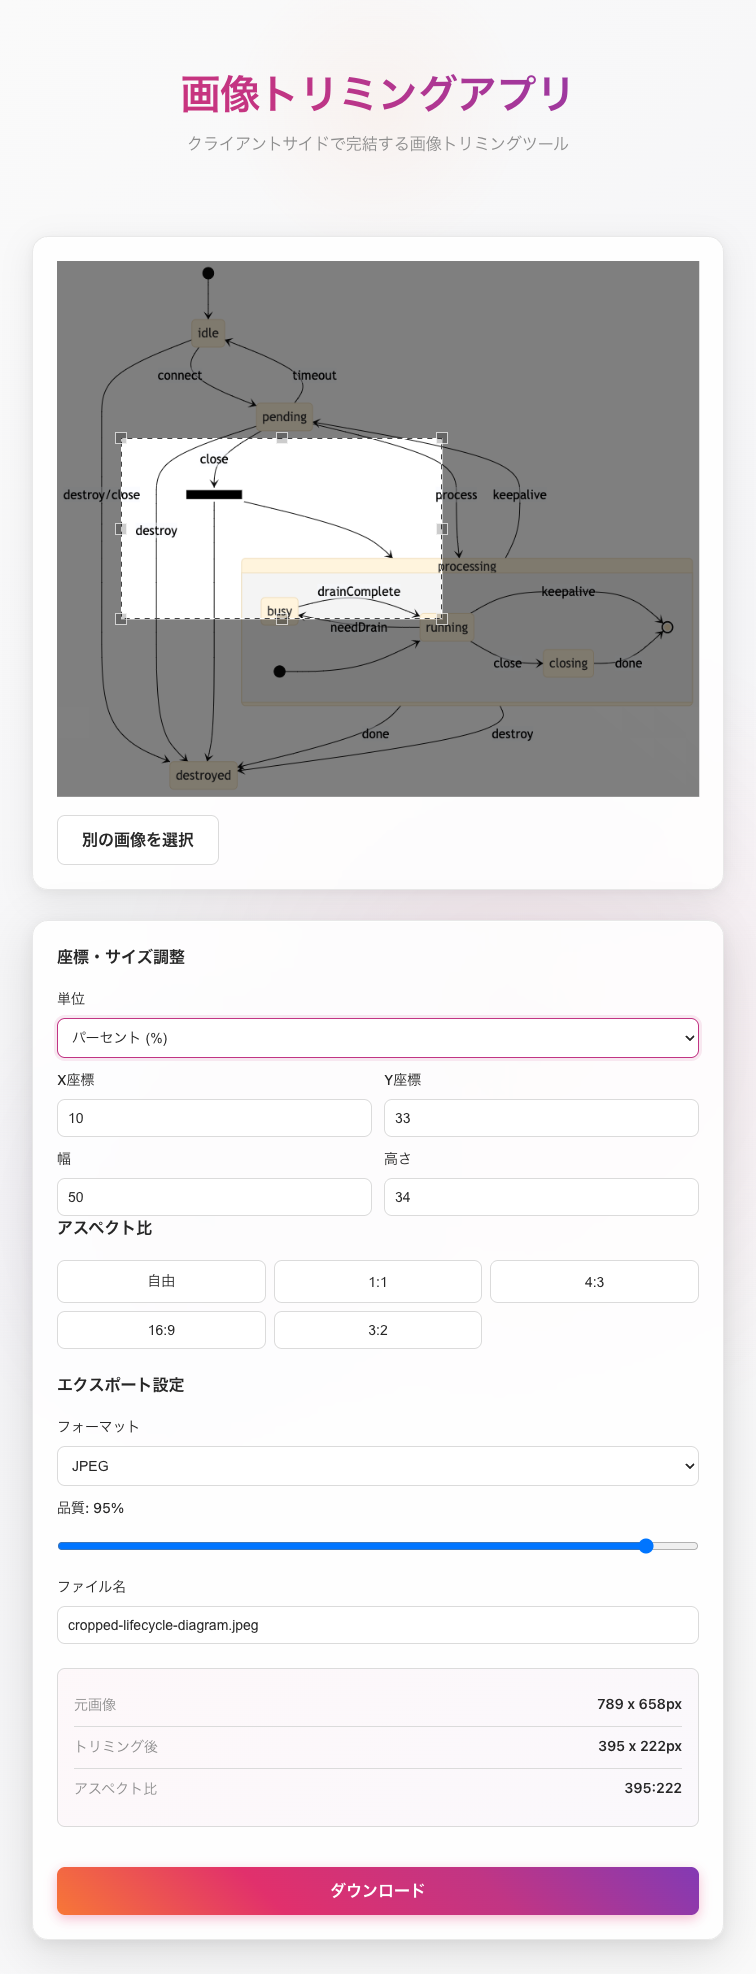 画像トリミングアプリ
クライアントサイドで完結する画像トリミングツール
idle
connect
timeout
pending
close
destroy/close
process
keepalive
destroy
processing
drainComplete
keepalive
busy
needDrain
running
close
closing
done
done
destroy
destroyed
別の画像を選択
座標・サイズ調整
単位
パーセント (%)
X座標
Y座標
10
33
幅
高さ
50
34
アスペクト比
自由
1:1
4:3
16:9
3:2
エクスポート設定
フォーマット
JPEG
品質: 95%
ファイル名
cropped-lifecycle-diagram.jpeg
元画像
789 x 658px
トリミング後
395 x 222px
アスペクト比
395:222
ダウンロード